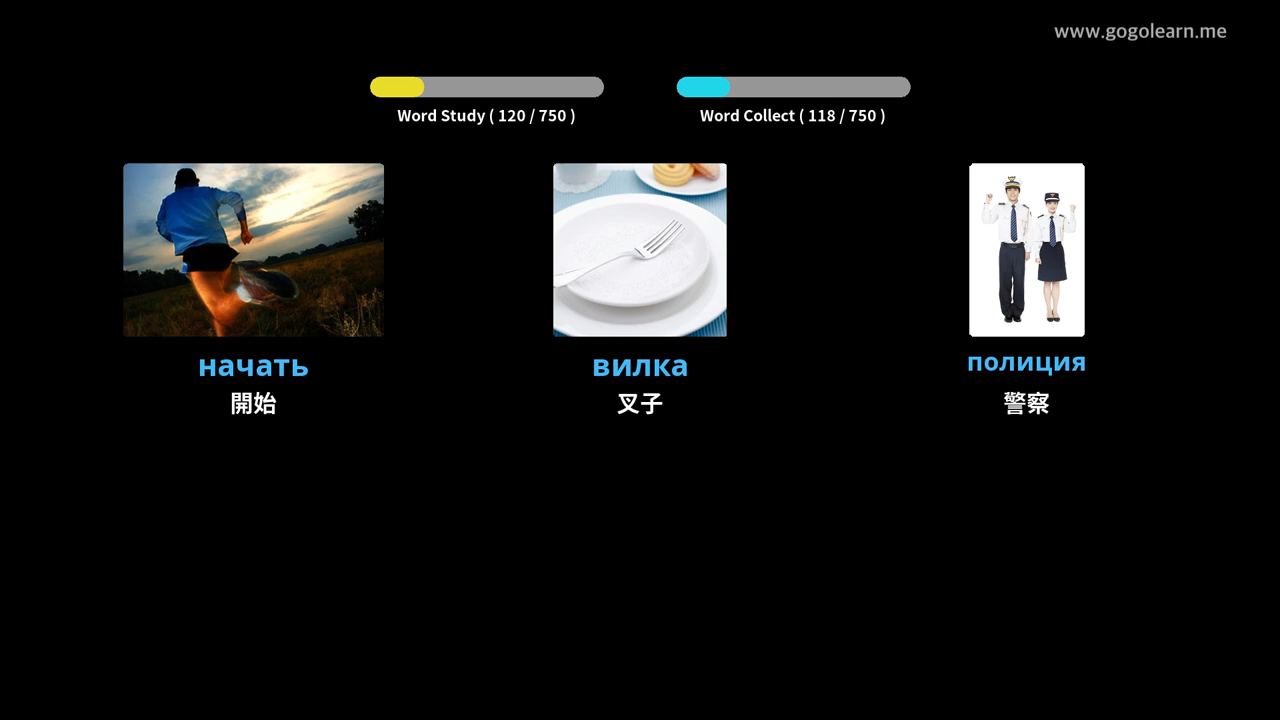 www.gogolearn.me
Word Study ( 120 / 750 )
Word Collect ( 118 / 750 )
начать
開始
вилка
叉子
полиция
警察